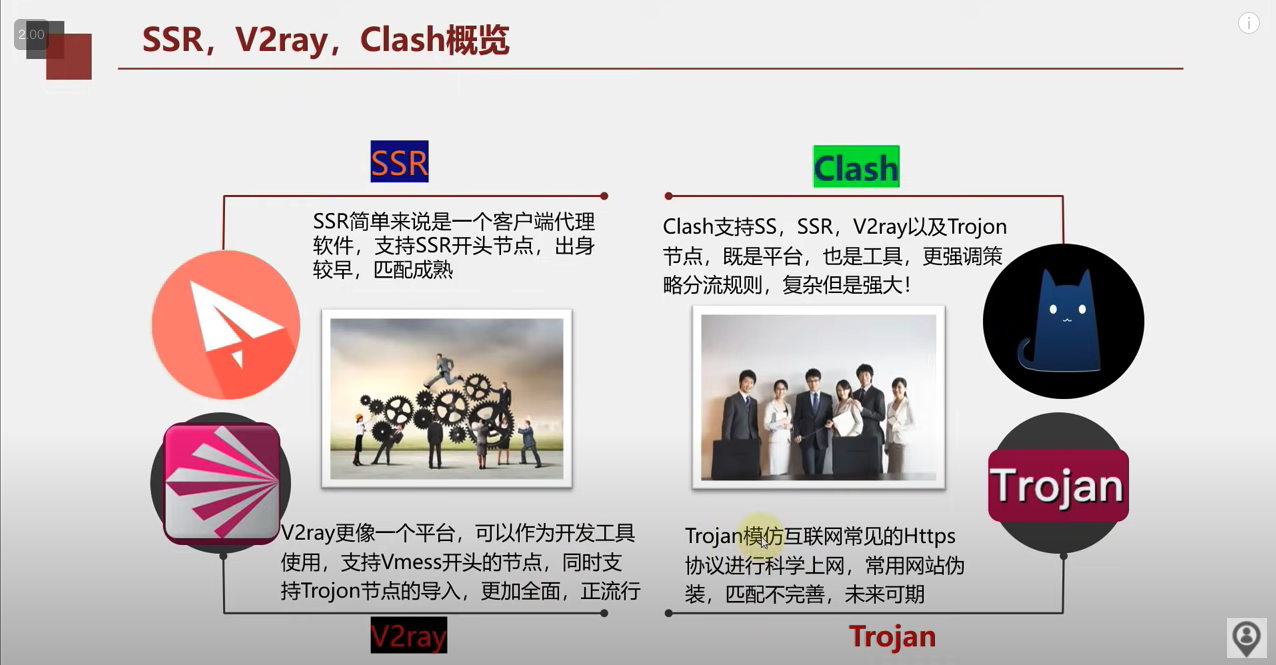 2.00
SSR，V2ray，Clash概览
SSR
SSR简单来说是一个客户端代理
软件，支持SSR开头节点，出身
较早，匹配成熟
Clash
Clash支持SS，SSR，V2ray以及Trojon
节点，既是平台，也是工具，更强调策
略分流规则，复杂但是强大！
V2ray更像一个平台，可以作为开发工具
使用，支持Vmess开头的节点，同时支
持Trojon节点的导入，更加全面，正流行
V2ray
Trojan
Trojan模仿互联网常见的Https
协议进行科学上网，常用网站伪
装，匹配不完善，未来可期
Trojan